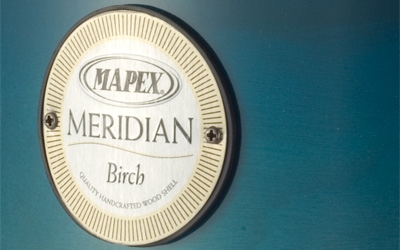 MAPEX®
MERIDIAN
Birch
QUALITY HANDCRAFTED WOOD SHELL